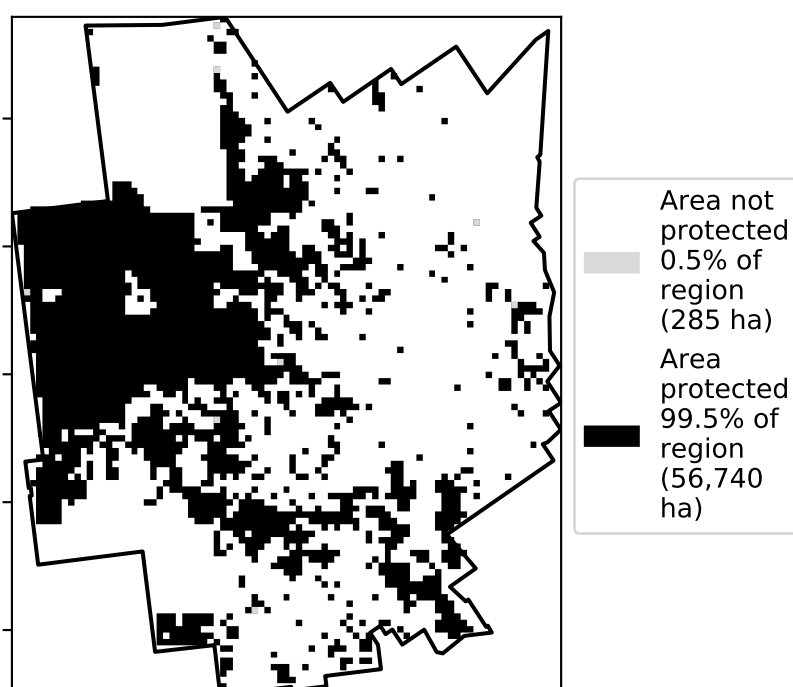 Area not
protected
0.5% of
region
(285 ha)
Area
protected
99.5% of
region
(56,740
ha)